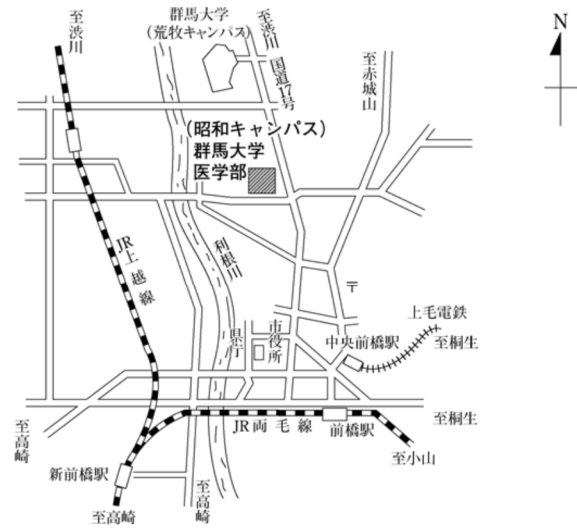 群馬大学
(荒牧キャンパス)
至渋川
至渋川
国道17号
至赤城山
N
(昭和キャンパス)
群馬大学
医学部
JR上越線
利根川
〒
上毛電鉄
至桐生
中央前橋駅
市役所
県庁
至高崎
至桐生
JR両毛線
前橋駅
至小山
新前橋駅
至高崎
至高崎